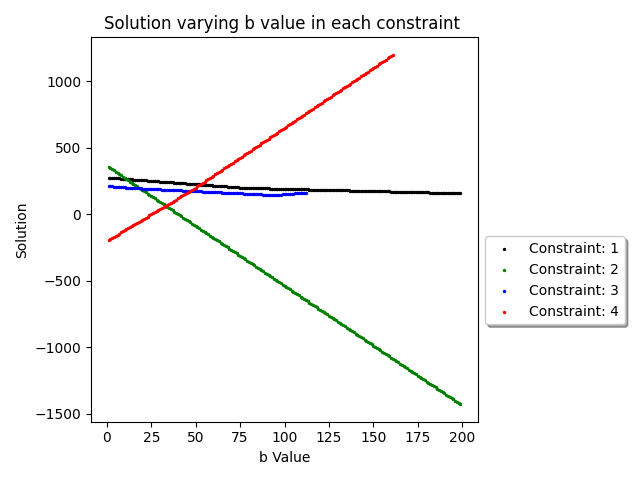 Solution varying b value in each constraint
1000
500
0
−500
−1000
−1500
Solution
0 25 50 75 100 125 150 175 200
b Value
Constraint: 1
Constraint: 2
Constraint: 3
Constraint: 4